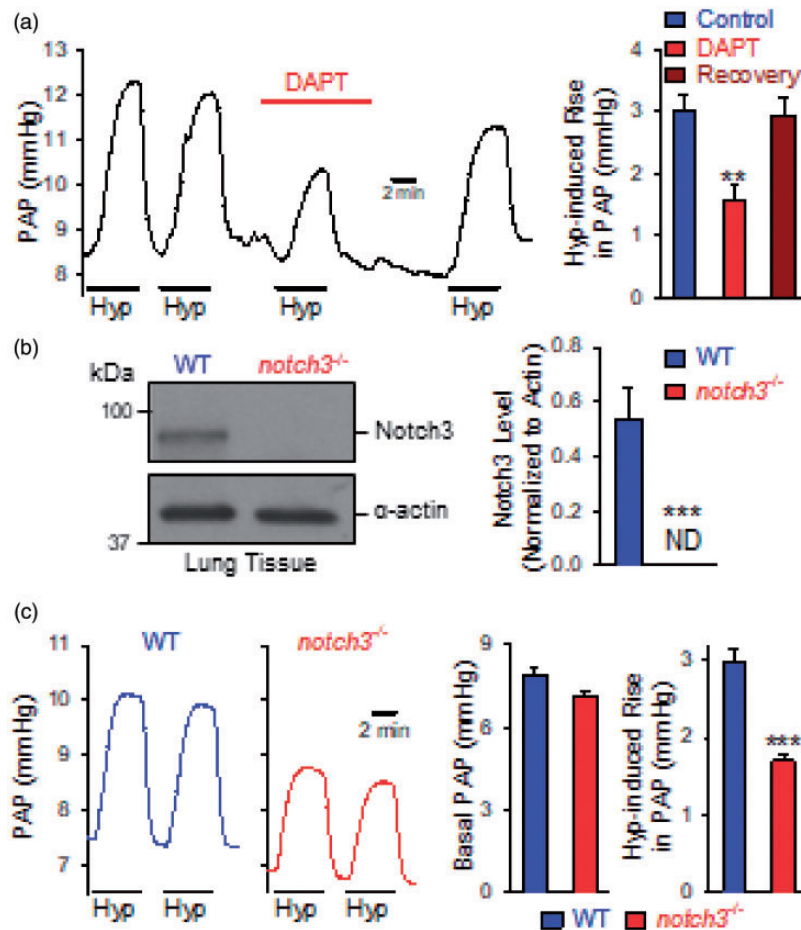 (a)
13
12
11
10
9
8
PAP (mmHg)
DAPT
2 min
Hyp
Hyp
Hyp
Hyp
Control
DAPT
Recovery
4
3
2
1
0
Hyp-induced Rise
in PAP (mmHg)
**
(b)
kDa
WT
notch3-/-
100
37
Notch3
α-actin
Lung Tissue
WT
notch3-/-
0.8
0.6
0.4
0.2
0.0
Notch3 Level
(Normalized to Actin)
***
ND
(c)
11
10
9
8
7
PAP (mmHg)
WT
notch3-/-
2 min
Hyp
Hyp
Hyp
Hyp
9
6
3
0
Basal PAP (mmHg)
3
2
1
0
Hyp-induced Rise
in PAP (mmHg)
***
WT
notch3-/-